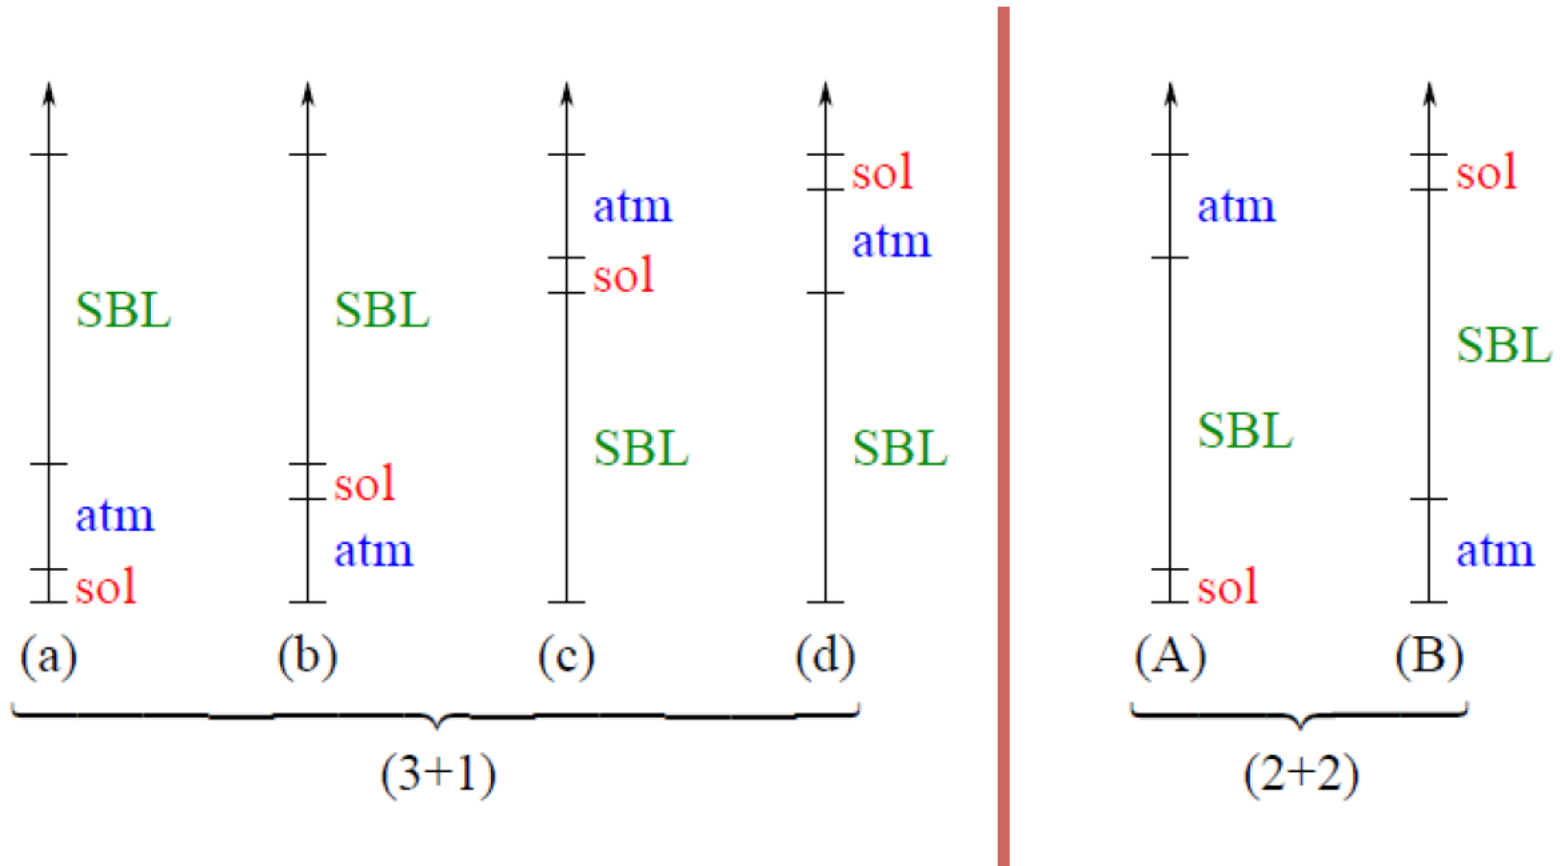 sol
sol
atm
atm
atm
sol
SBL
SBL
SBL
SBL
SBL
SBL
sol
atm
atm
atm
sol
sol
(a)
(b)
(c)
(d)
(A)
(B)
(3+1)
(2+2)